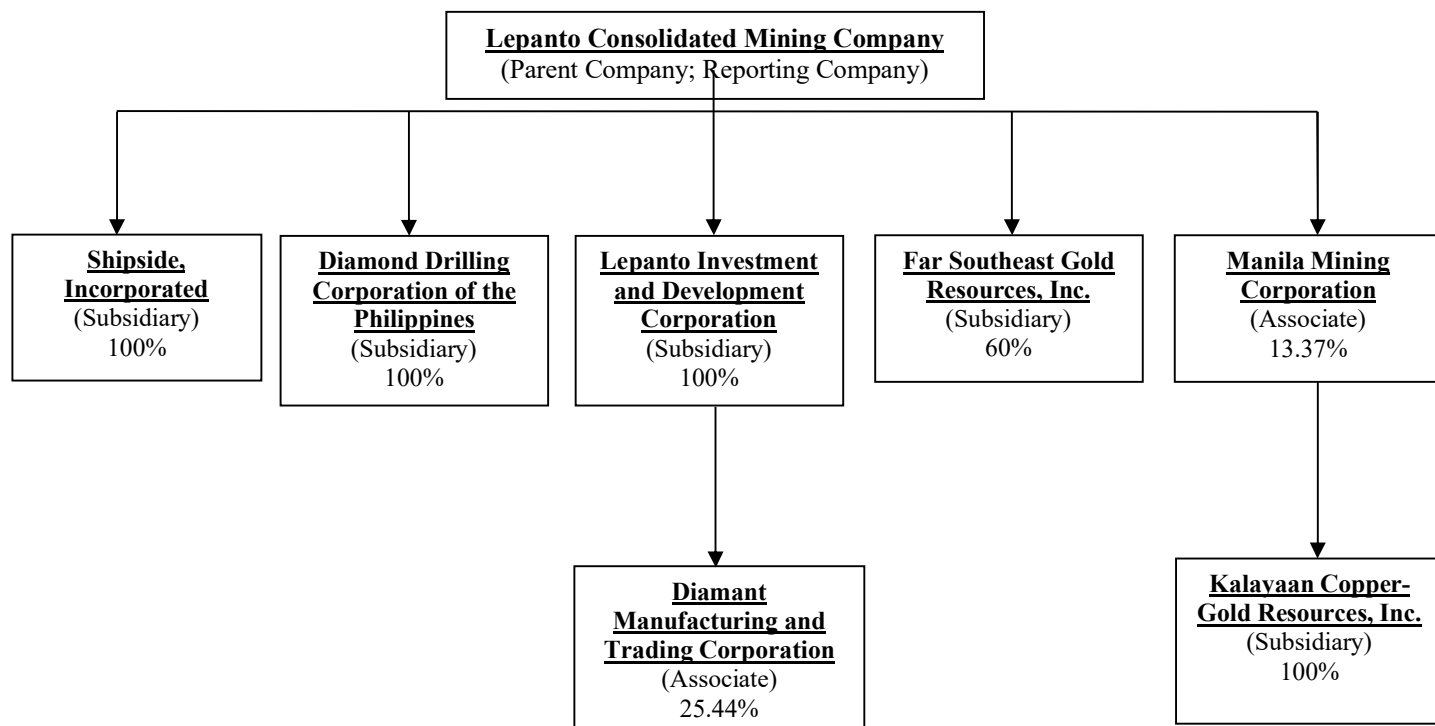 Lepanto Consolidated Mining Company
(Parent Company; Reporting Company)
Shipside,
Incorporated
(Subsidiary)
100%
Diamond Drilling
Corporation of the
Philippines
(Subsidiary)
100%
Lepanto Investment
and Development
Corporation
(Subsidiary)
100%
Far Southeast Gold
Resources, Inc.
(Subsidiary)
60%
Manila Mining
Corporation
(Associate)
13.37%
Diamant
Manufacturing and
Trading Corporation
(Associate)
25.44%
Kalayaan Copper-
Gold Resources, Inc.
(Subsidiary)
100%